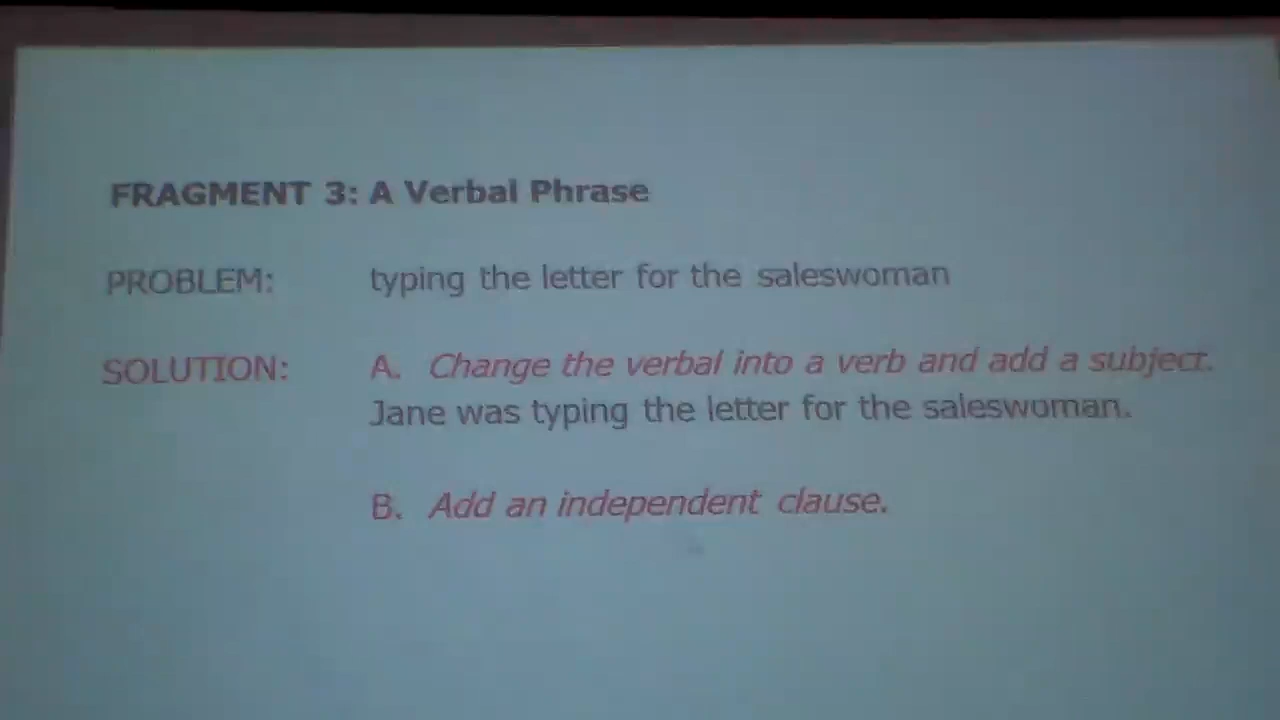 FRAGMENT 3: A Verbal Phrase
PROBLEM: typing the letter for the saleswoman
SOLUTION: A. Change the verbal into a verb and add a subject.
Jane was typing the letter for the saleswoman.
B. Add an independent clause.